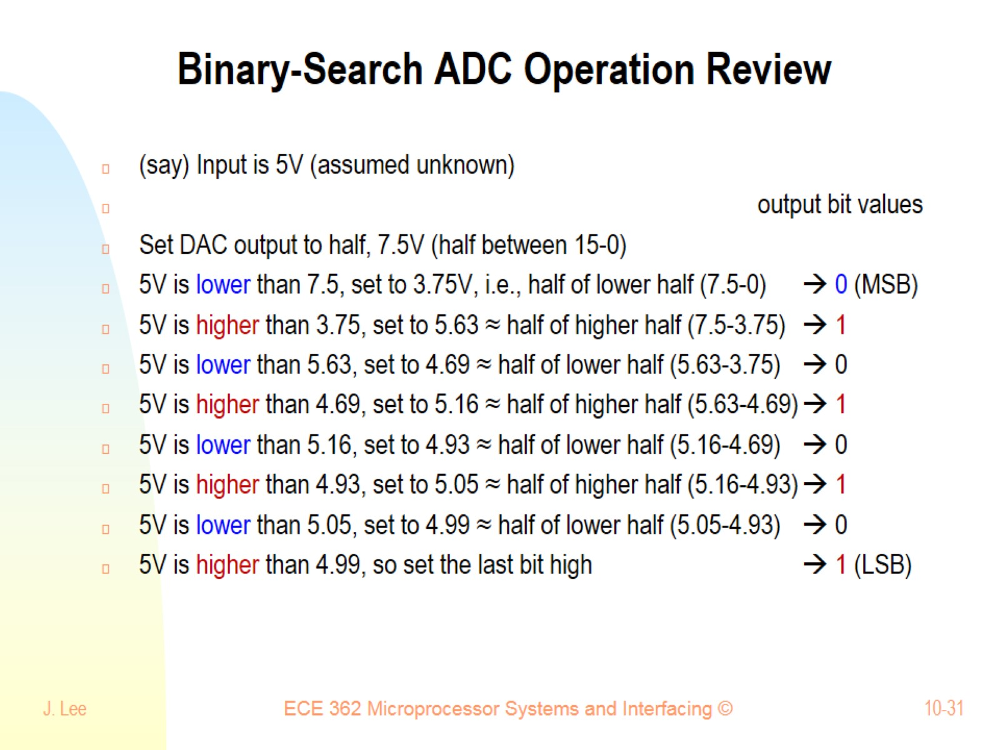 Binary-Search ADC Operation Review
(say) Input is 5V (assumed unknown)
output bit values
Set DAC output to half, 7.5V (half between 15-0)
5V is lower than 7.5, set to 3.75V, i.e., half of lower half (7.5-0) → 0 (MSB)
5V is higher than 3.75, set to 5.63 ≈ half of higher half (7.5-3.75) → 1
5V is lower than 5.63, set to 4.69 ≈ half of lower half (5.63-3.75) → 0
5V is higher than 4.69, set to 5.16 ≈ half of higher half (5.63-4.69) → 1
5V is lower than 5.16, set to 4.93 ≈ half of lower half (5.16-4.69) → 0
5V is higher than 4.93, set to 5.05 ≈ half of higher half (5.16-4.93) → 1
5V is lower than 5.05, set to 4.99 ≈ half of lower half (5.05-4.93) → 0
5V is higher than 4.99, so set the last bit high → 1 (LSB)
J. Lee ECE 362 Microprocessor Systems and Interfacing © 10-31